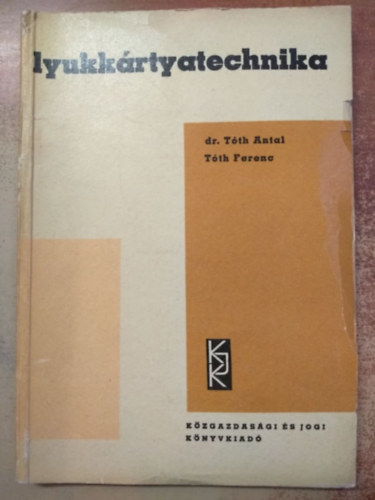 lyukkártyatechnika
dr. Tóth Antal
Tóth Ferenc
KJK
KÖZGAZDASÁGI ÉS JOGI
KÖNYVKIADÓ